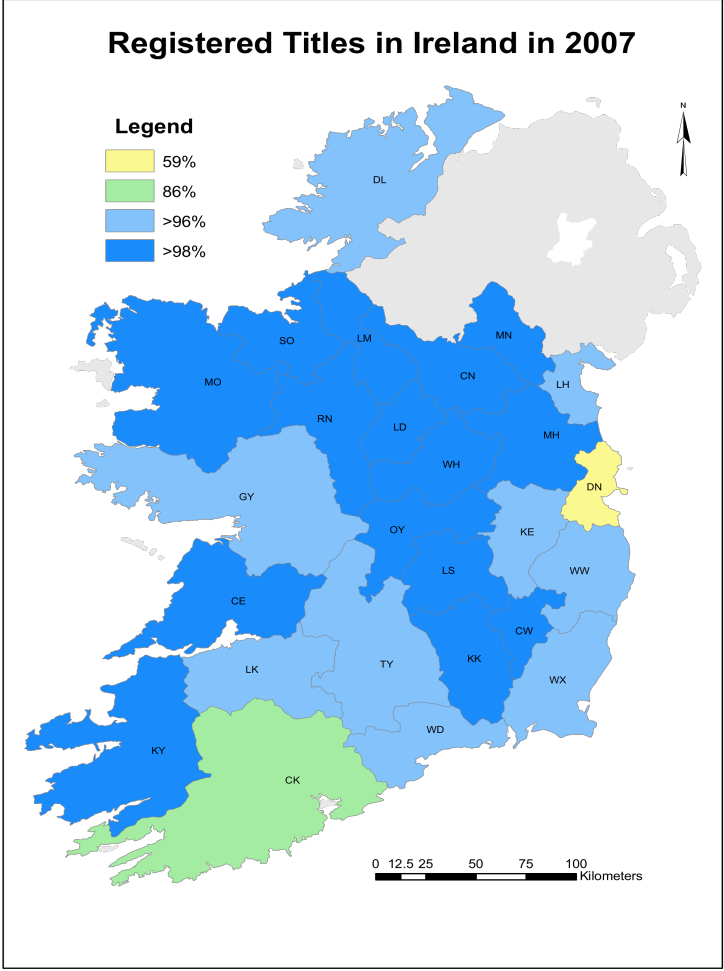 Registered Titles in Ireland in 2007
N
Legend
59%
86%
>96%
>98%
DL
MN
SO
LM
CN
MO
LH
RN
LD
MH
WH
DN
GY
OY
KE
LS
WW
CE
CW
KK
TY
LK
WX
WD
KY
CK
0 12.5 25 50 75 100
Kilometers